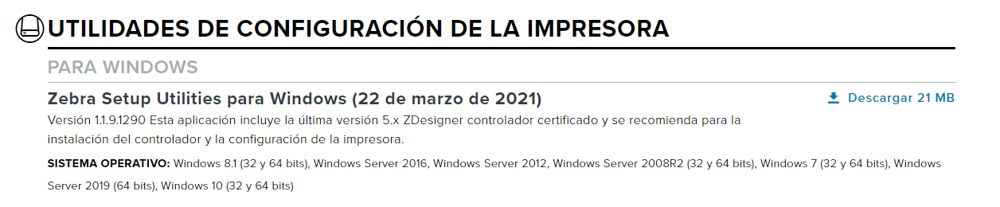 UTILIDADES DE CONFIGURACIÓN DE LA IMPRESORA
PARA WINDOWS
Zebra Setup Utilities para Windows (22 de marzo de 2021)
Descargar 21 MB
Versión 1.1.9.1290 Esta aplicación incluye la última versión 5.x ZDesigner controlador certificado y se recomienda para la
instalación del controlador y la configuración de la impresora.
SISTEMA OPERATIVO: Windows 8.1 (32 y 64 bits), Windows Server 2016, Windows Server 2012, Windows Server 2008R2 (32 y 64 bits), Windows 7 (32 y 64 bits), Windows
Server 2019 (64 bits), Windows 10 (32 y 64 bits)